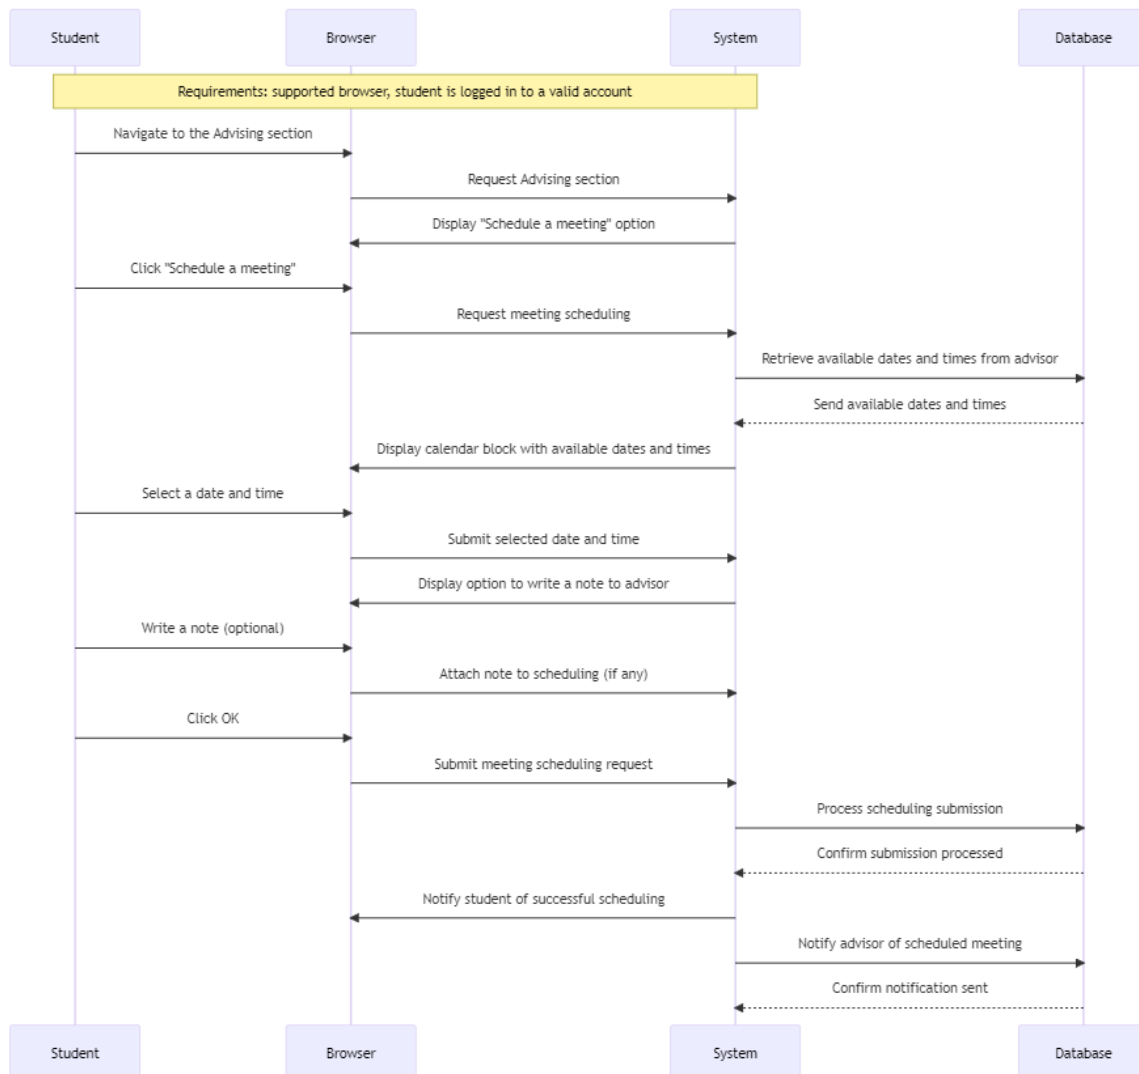 Student
Browser
System
Database
Requirements: supported browser, student is logged in to a valid account
Navigate to the Advising section
Request Advising section
Display "Schedule a meeting" option
Click "Schedule a meeting"
Request meeting scheduling
Retrieve available dates and times from advisor
Send available dates and times
Display calendar block with available dates and times
Select a date and time
Submit selected date and time
Display option to write a note to advisor
Write a note (optional)
Attach note to scheduling (if any)
Click OK
Submit meeting scheduling request
Process scheduling submission
Confirm submission processed
Notify student of successful scheduling
Notify advisor of scheduled meeting
Confirm notification sent
Student
Browser
System
Database